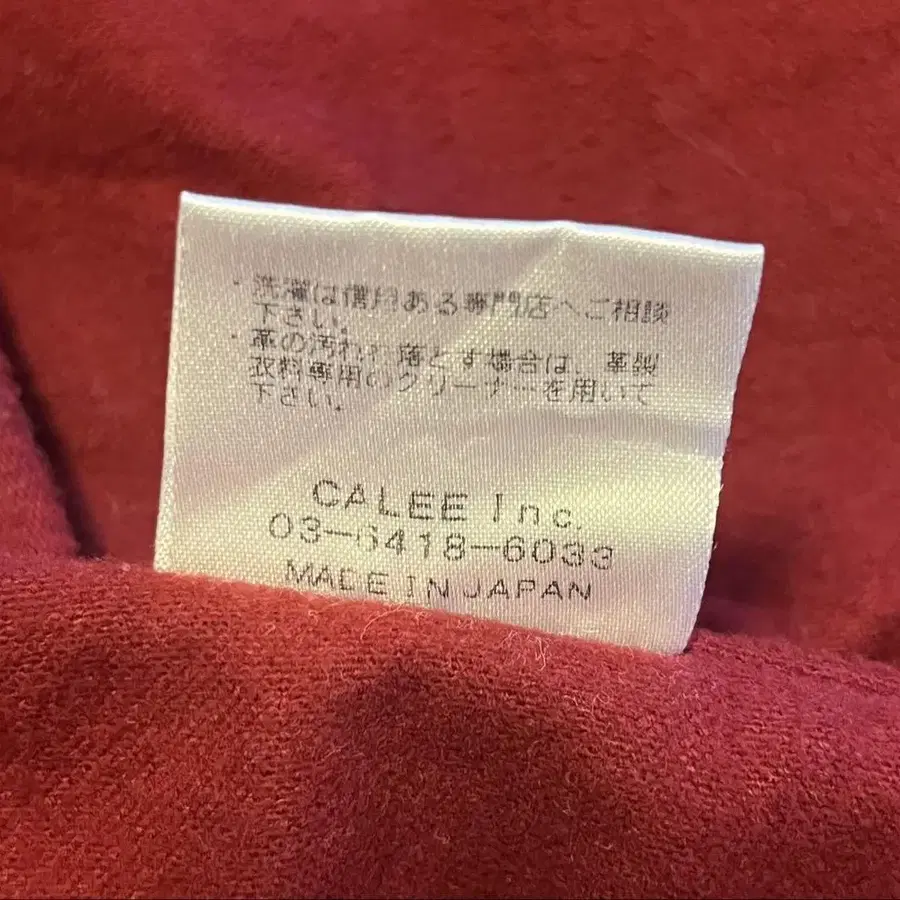 ・洗濯は信用ある専門店へご相談
下さい。
・革の汚れを落とす場合は、革製
衣料専用のクリーナーを用いて
下さい。
CALEE Inc.
03-6418-6033
MADE IN JAPAN